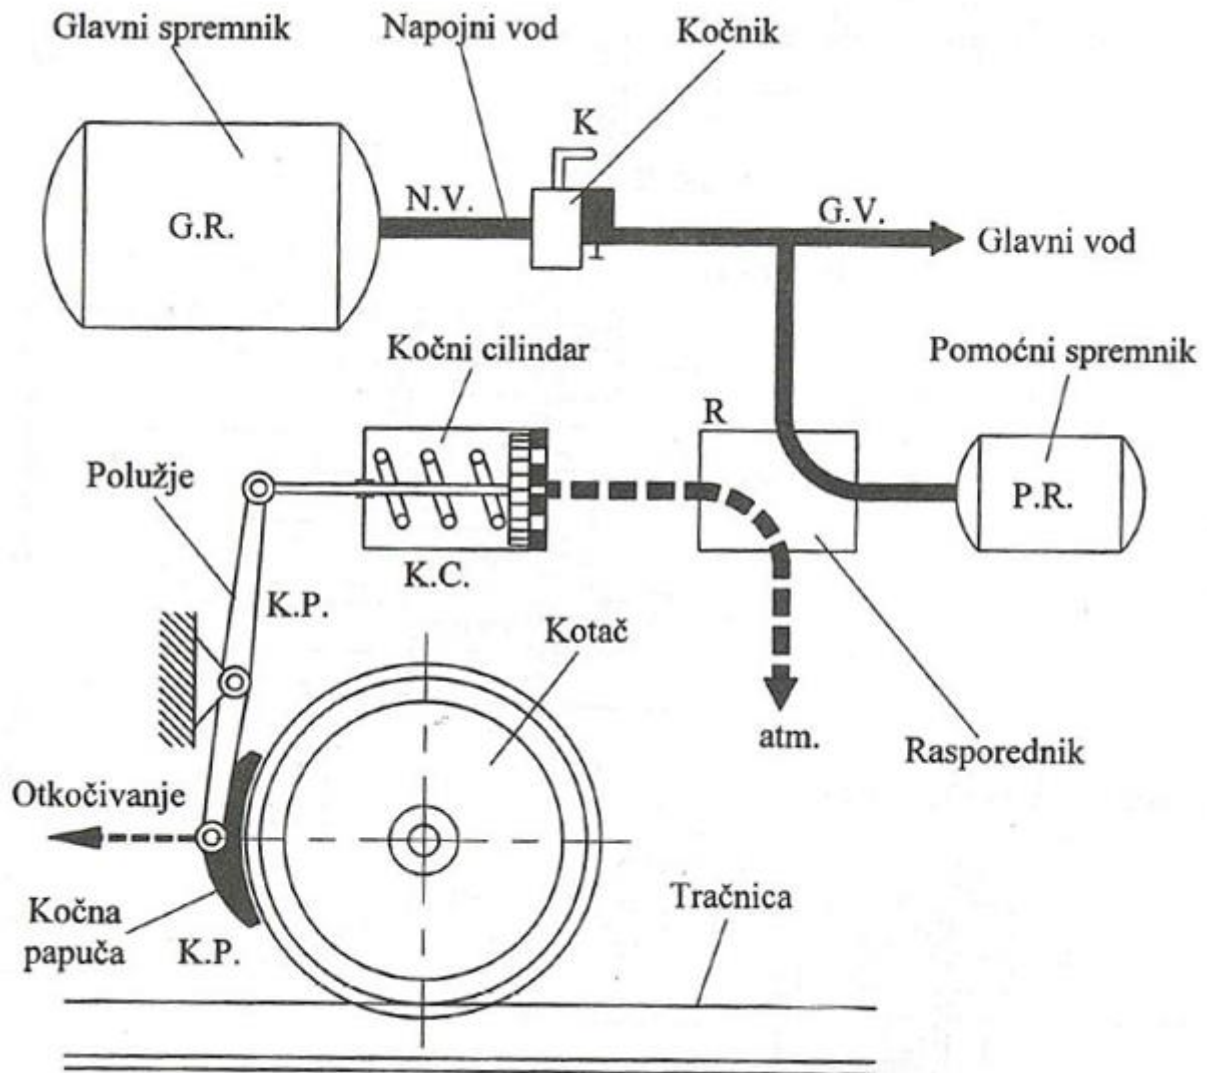 Glavni spremnik
Napojni vod
Kočnik
K
N.V.
G.V.
G.R.
Glavni vod
Kočni cilindar
Pomoćni spremnik
R
Polužje
P.R.
K.C.
K.P.
Kotač
atm.
Rasporednik
Otkočivanje
Tračnica
Kočna
papuča
K.P.